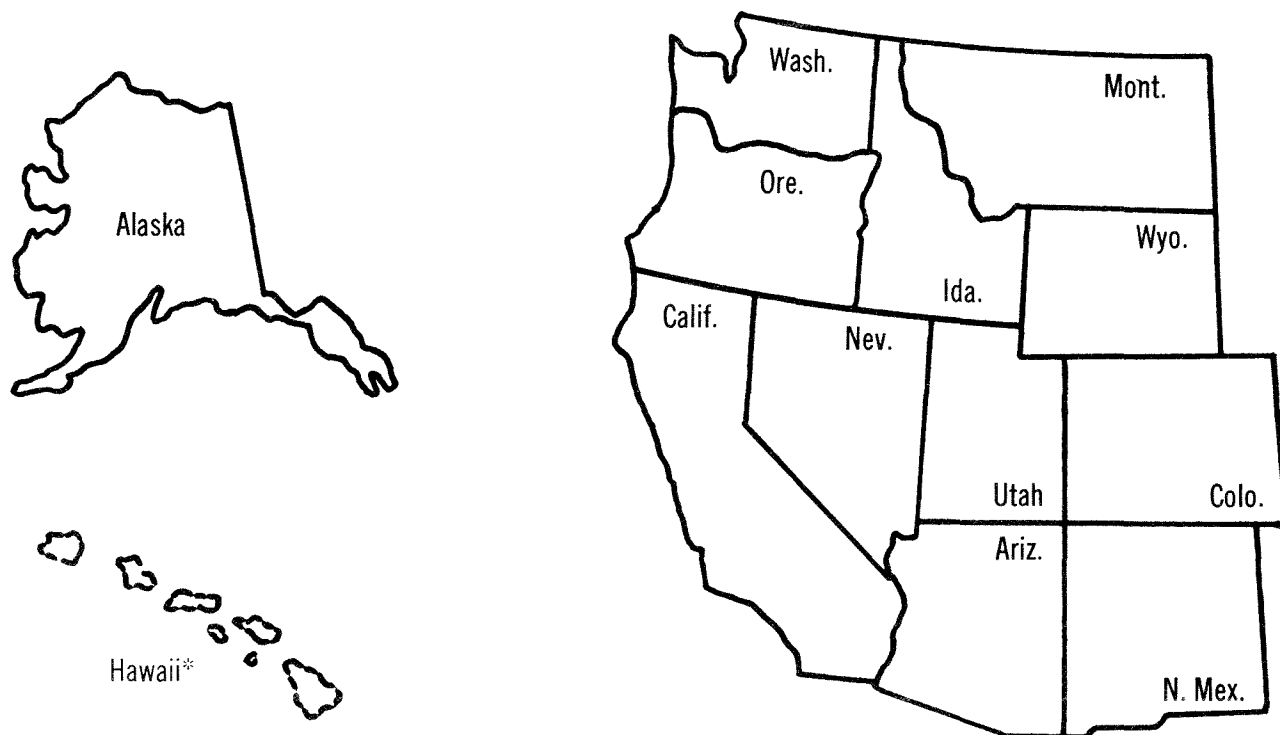 Wash.
Mont.
Ore.
Alaska
Wyo.
Ida.
Calif.
Nev.
Utah
Colo.
Ariz.
Hawaii*
N. Mex.